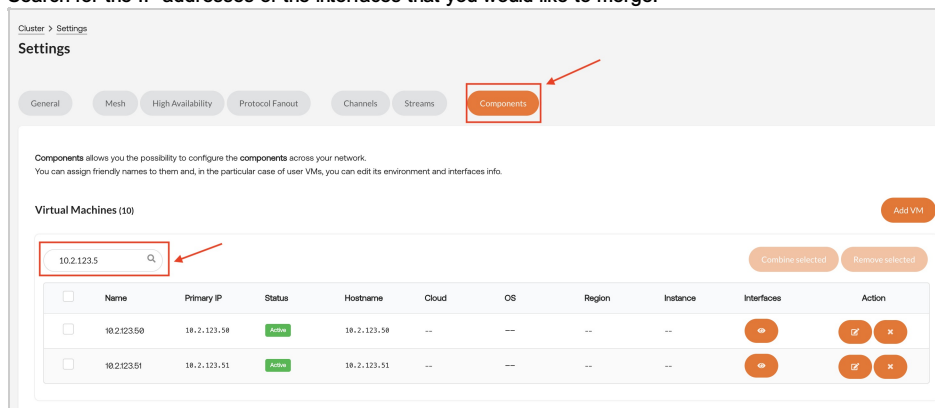 Search for the IP addresses of the interfaces that you would like to merge.
Cluster > Settings
Settings
General Mesh High Availability Protocol Fanout Channels Streams Components
Components allows you the possibility to configure the components across your network.
You can assign friendly names to them and, in the particular case of user VMs, you can edit its environment and interfaces info.
Virtual Machines (10) Add VM
10.2.123.5 Combine selected Remove selected
Name Primary IP Status Hostname Cloud OS Region Instance Interfaces Action
10.2.123.50 10.2.123.50 Active 10.2.123.50 -- -- -- --
10.2.123.51 10.2.123.51 Active 10.2.123.51 -- -- -- --